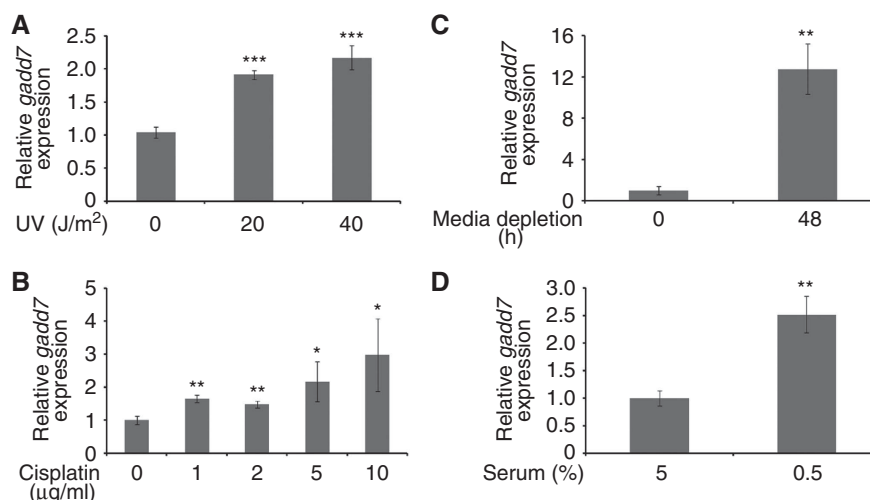 A
Relative gadd7
expression
2.5
2.0
1.5
1.0
2.5
0
***
***
UV (J/m²)
0
20
40
B
Relative gadd7
expression
5
4
3
2
1
0
**
**
*
*
Cisplatin
(μg/ml)
0
1
2
5
10
C
Relative gadd7
expression
16
12
8
4
0
**
Media depletion
(h)
0
48
D
Relative gadd7
expression
3.0
2.5
2.0
1.5
1.0
0.5
0
**
Serum (%)
5
0.5